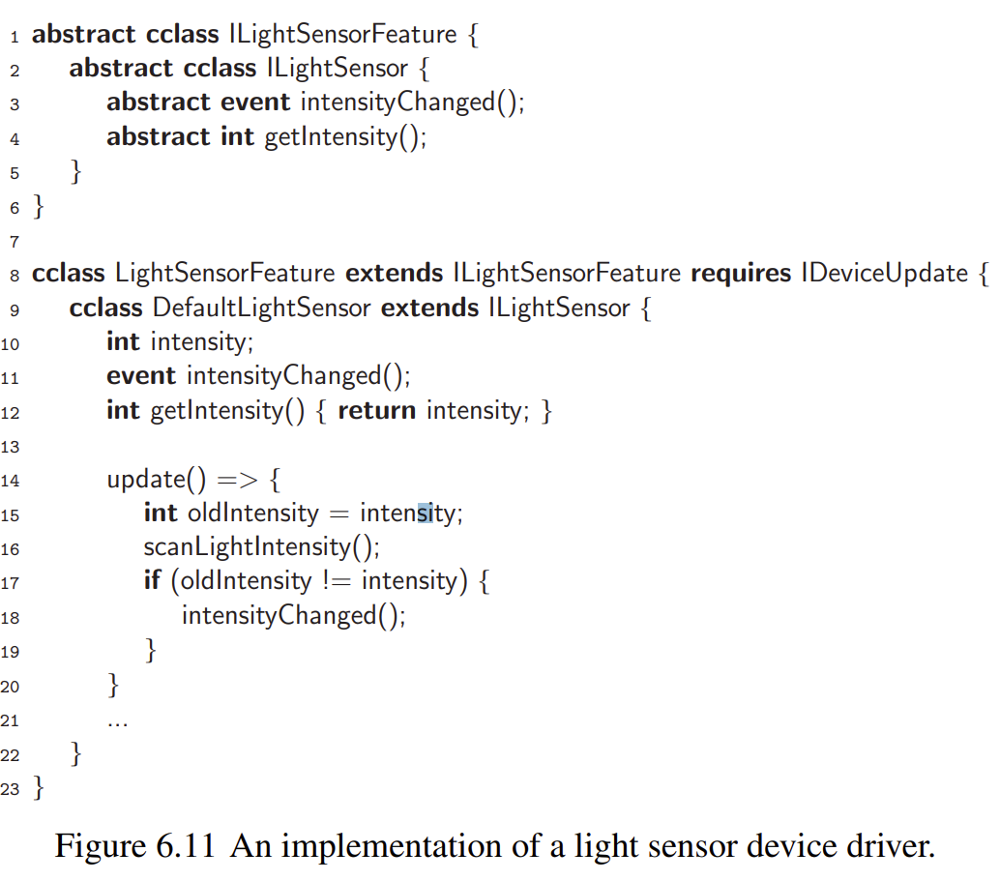 1 abstract cclass ILightSensorFeature {
2 abstract cclass ILightSensor {
3 abstract event intensityChanged();
4 abstract int getIntensity();
5 }
6 }
7
8 cclass LightSensorFeature extends ILightSensorFeature requires IDeviceUpdate {
9 cclass DefaultLightSensor extends ILightSensor {
10 int intensity;
11 event intensityChanged();
12 int getIntensity() { return intensity; }
13
14 update() => {
15 int oldIntensity = intensity;
16 scanLightIntensity();
17 if (oldIntensity != intensity) {
18 intensityChanged();
19 }
20 }
21 ...
22 }
23 }
Figure 6.11 An implementation of a light sensor device driver.